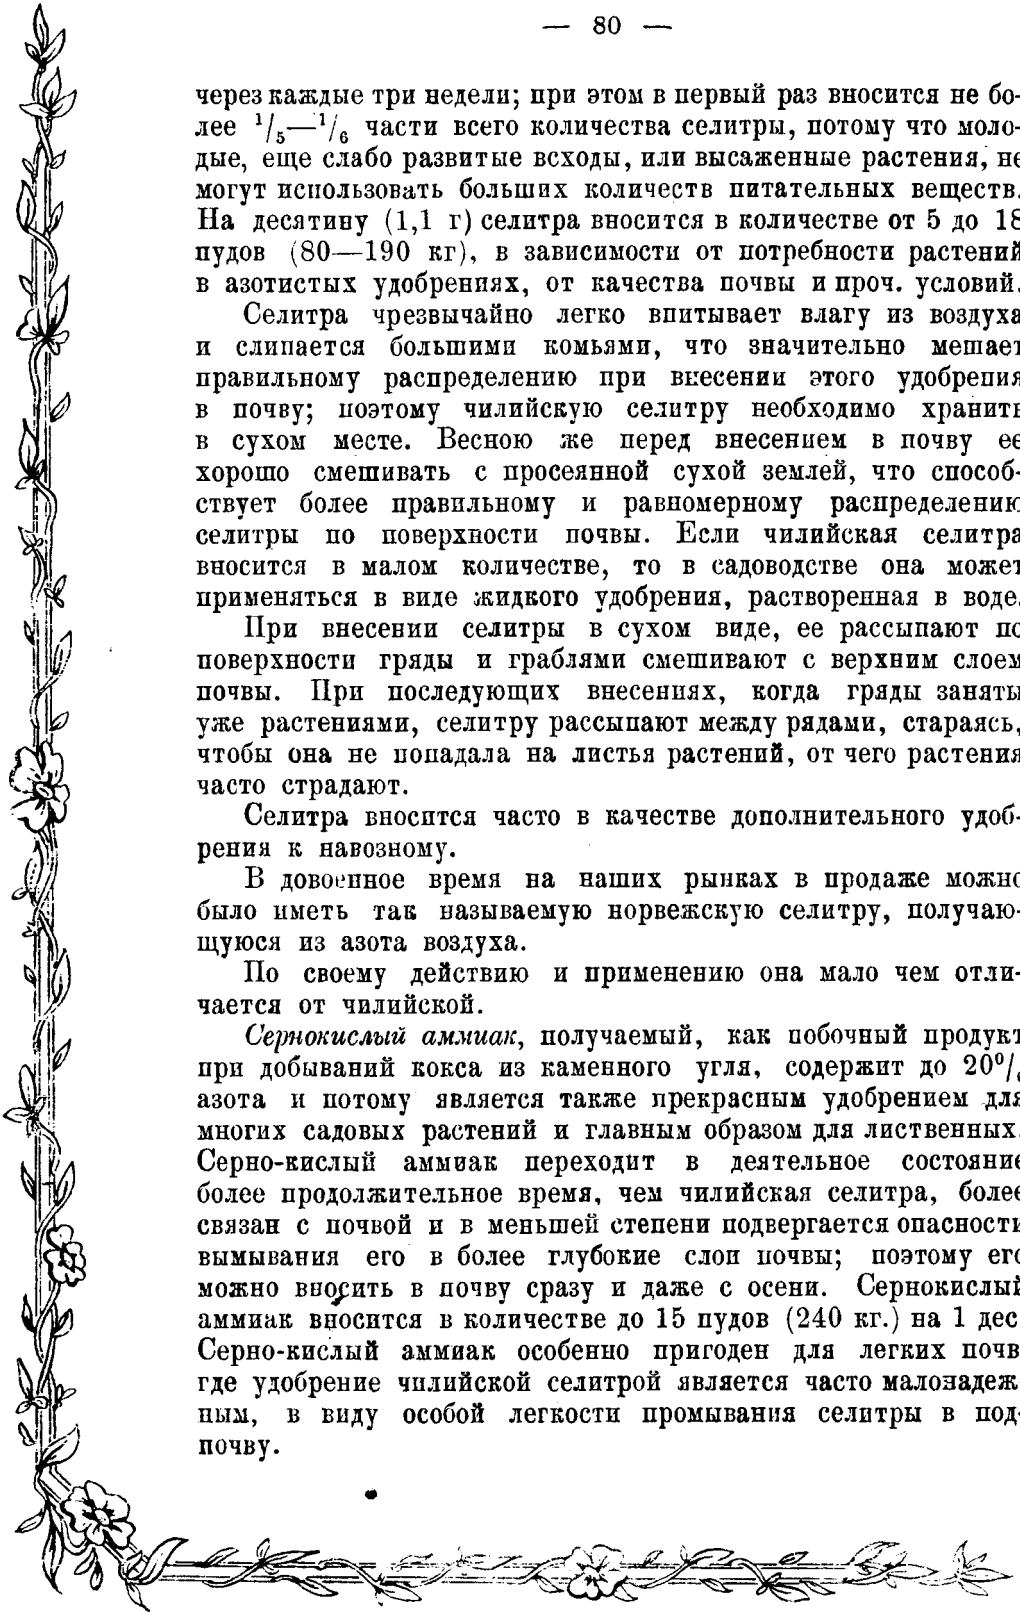 — 80 —
через каждые три недели; при этом в первый раз вносится не бо-
лее ¹/₅—¹/₆ части всего количества селитры, потому что моло-
дые, еще слабо развитые всходы, или высаженные растения, не
могут использовать больших количеств питательных веществ.
На десятину (1,1 г) селитра вносится в количестве от 5 до 18
пудов (80—190 кг), в зависимости от потребности растений
в азотистых удобрениях, от качества почвы и проч. условий.
Селитра чрезвычайно легко впитывает влагу из воздуха
и слипается большими комьями, что значительно мешает
правильному распределению при внесении этого удобрения
в почву; поэтому чилийскую селитру необходимо хранить
в сухом месте. Весною же перед внесением в почву ее
хорошо смешивать с просеянной сухой землей, что способ-
ствует более правильному и равномерному распределению
селитры по поверхности почвы. Если чилийская селитра
вносится в малом количестве, то в садоводстве она может
применяться в виде жидкого удобрения, растворенная в воде.
При внесении селитры в сухом виде, ее рассыпают по
поверхности гряды и граблями смешивают с верхним слоем
почвы. При последующих внесениях, когда гряды заняты
уже растениями, селитру рассыпают между рядами, стараясь,
чтобы она не попадала на листья растений, от чего растения
часто страдают.
Селитра вносится часто в качестве дополнительного удоб-
рения к навозному.
В довоенное время на наших рынках в продаже можно
было иметь так называемую норвежскую селитру, получаю-
щуюся из азота воздуха.
По своему действию и применению она мало чем отли-
чается от чилийской.
Сернокислый аммиак, получаемый, как побочный продукт
при добываний кокса из каменного угля, содержит до 20⁰/₀
азота и потому является также прекрасным удобрением для
многих садовых растений и главным образом для лиственных.
Серно-кислый аммиак переходит в деятельное состояние
более продолжительное время, чем чилийская селитра, более
связан с почвой и в меньшей степени подвергается опасности
вымывания его в более глубокие слои почвы; поэтому его
можно вносить в почву сразу и даже с осени. Сернокислый
аммиак вносится в количестве до 15 пудов (240 кг.) на 1 дес
Серно-кислый аммиак особенно пригоден для легких почв
где удобрение чилийской селитрой является часто малонадеж-
ным, в виду особой легкости промывания селитры в под-
почву.